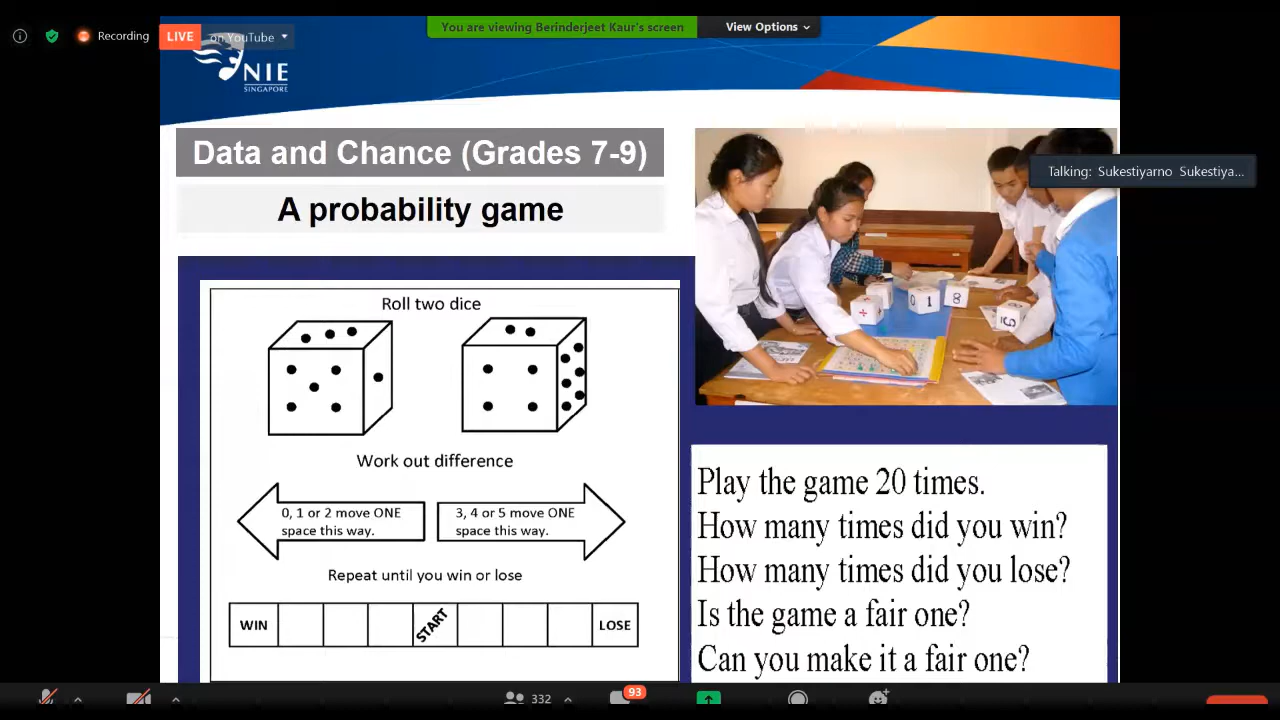 Recording
LIVE
on YouTube
You are viewing Berinderjeet Kaur's screen
View Options
NIE
SINGAPORE
Data and Chance (Grades 7-9)
A probability game
Talking: Sukestiyarno Sukestiya...
Roll two dice
Work out difference
0, 1 or 2 move ONE
space this way.
3, 4 or 5 move ONE
space this way.
Repeat until you win or lose
WIN
START
LOSE
0 1
Play the game 20 times.
How many times did you win?
How many times did you lose?
Is the game a fair one?
Can you make it a fair one?
332
93